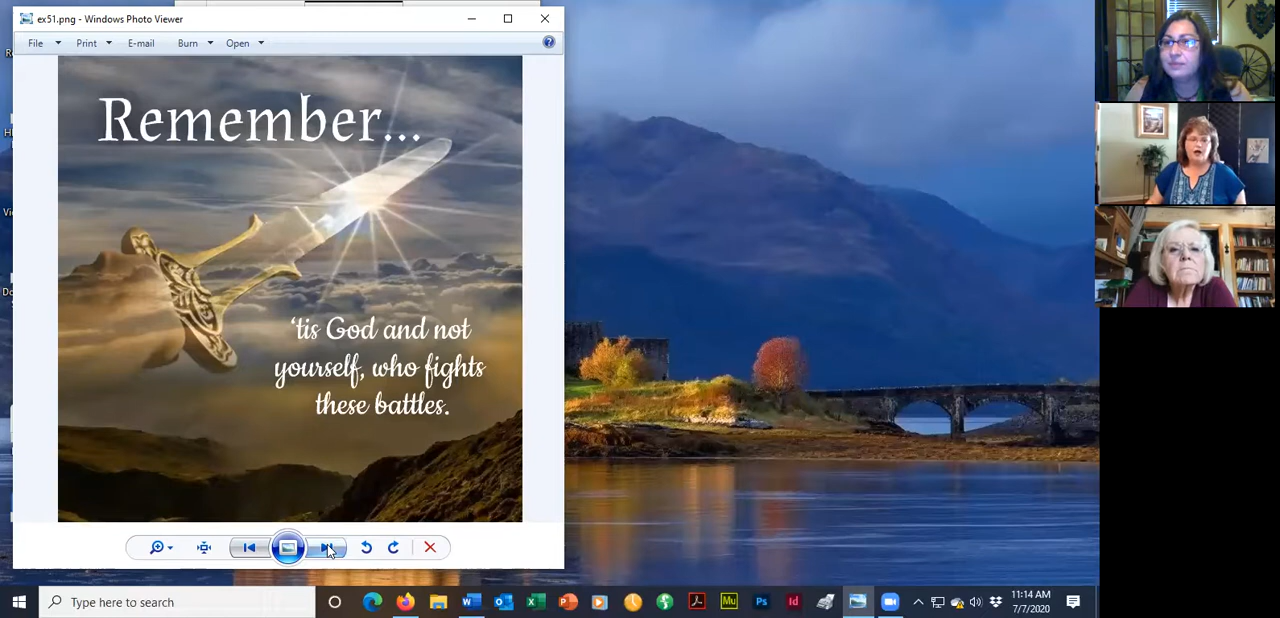 ex51.png - Windows Photo Viewer
File Print E-mail Burn Open
Remember...
‘tis God and not
yourself, who fights
these battles.
Type here to search
11:14 AM
7/7/2020